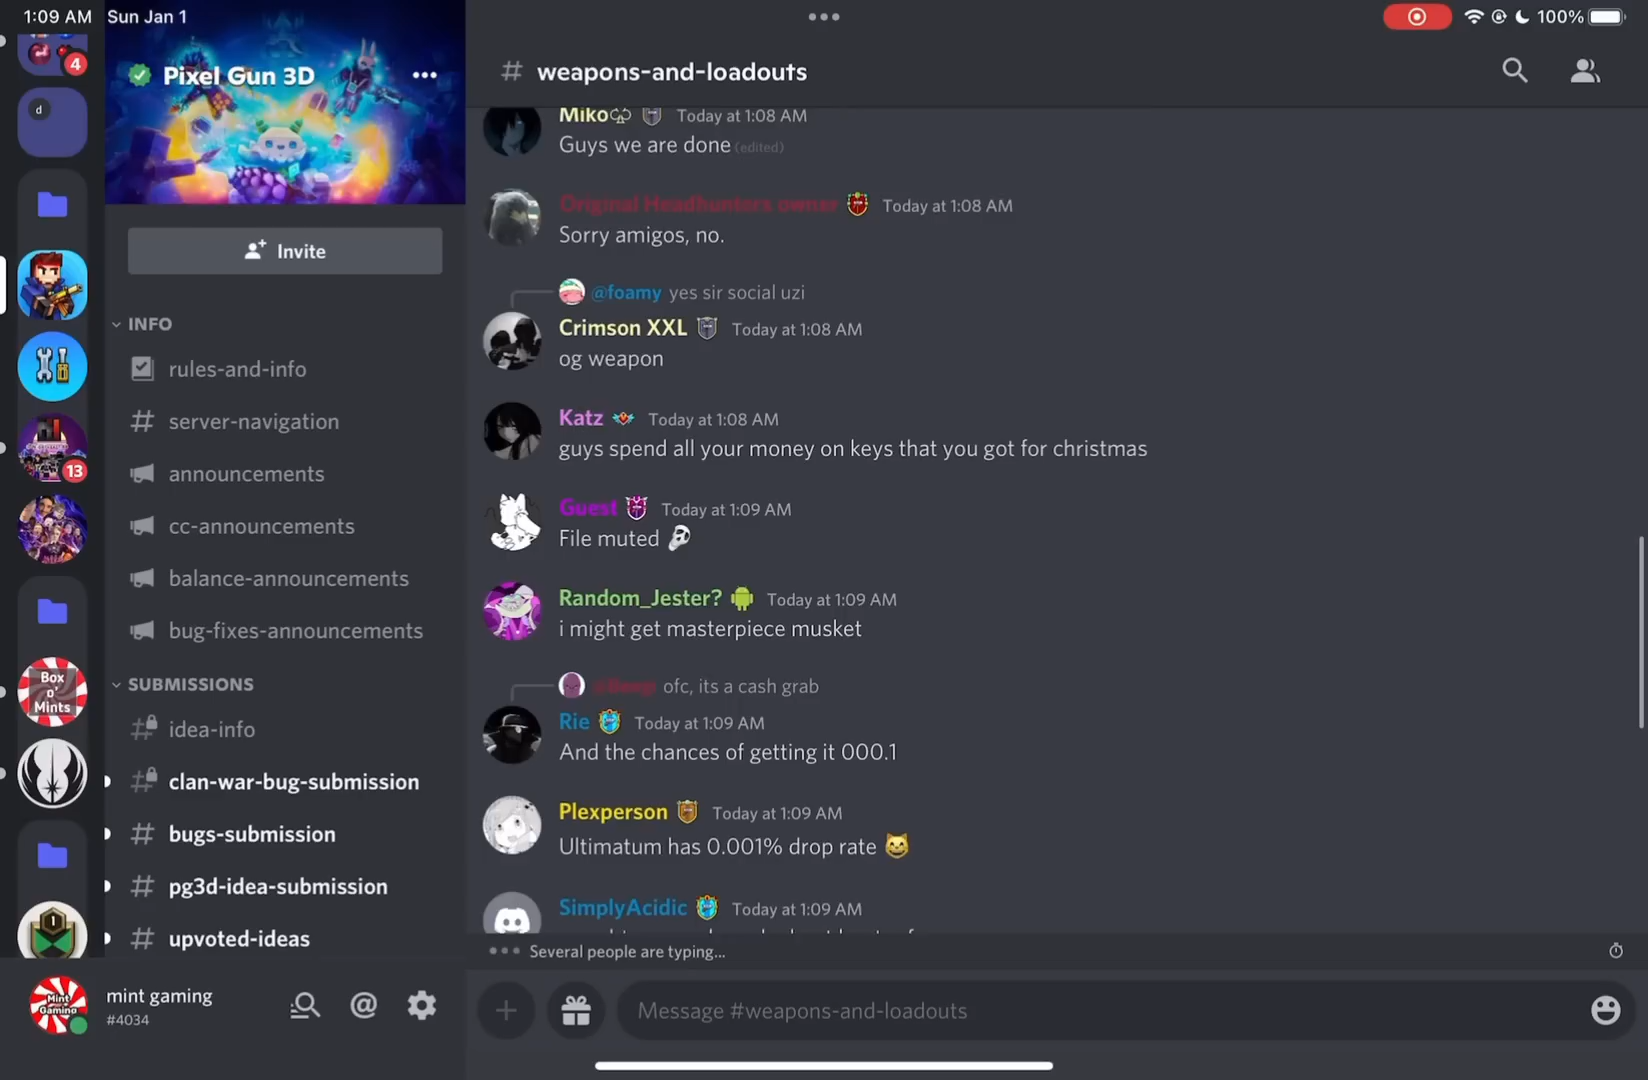 1:09 AM Sun Jan 1
100%
4
d
13
Box
o'
Mints
1
Pixel Gun 3D
Invite
INFO
rules-and-info
server-navigation
announcements
cc-announcements
balance-announcements
bug-fixes-announcements
SUBMISSIONS
idea-info
clan-war-bug-submission
bugs-submission
pg3d-idea-submission
upvoted-ideas
Mint
Gaming
mint gaming
#4034
# weapons-and-loadouts
Miko Today at 1:08 AM
Guys we are done (edited)
Original Headhunters owner Today at 1:08 AM
Sorry amigos, no.
@foamy yes sir social uzi
Crimson XXL Today at 1:08 AM
og weapon
Katz Today at 1:08 AM
guys spend all your money on keys that you got for christmas
Guest Today at 1:09 AM
File muted
Random_Jester? Today at 1:09 AM
i might get masterpiece musket
ofc, its a cash grab
Rie Today at 1:09 AM
And the chances of getting it 000.1
Plexperson Today at 1:09 AM
Ultimatum has 0.001% drop rate
SimplyAcidic Today at 1:09 AM
Several people are typing...
Message #weapons-and-loadouts